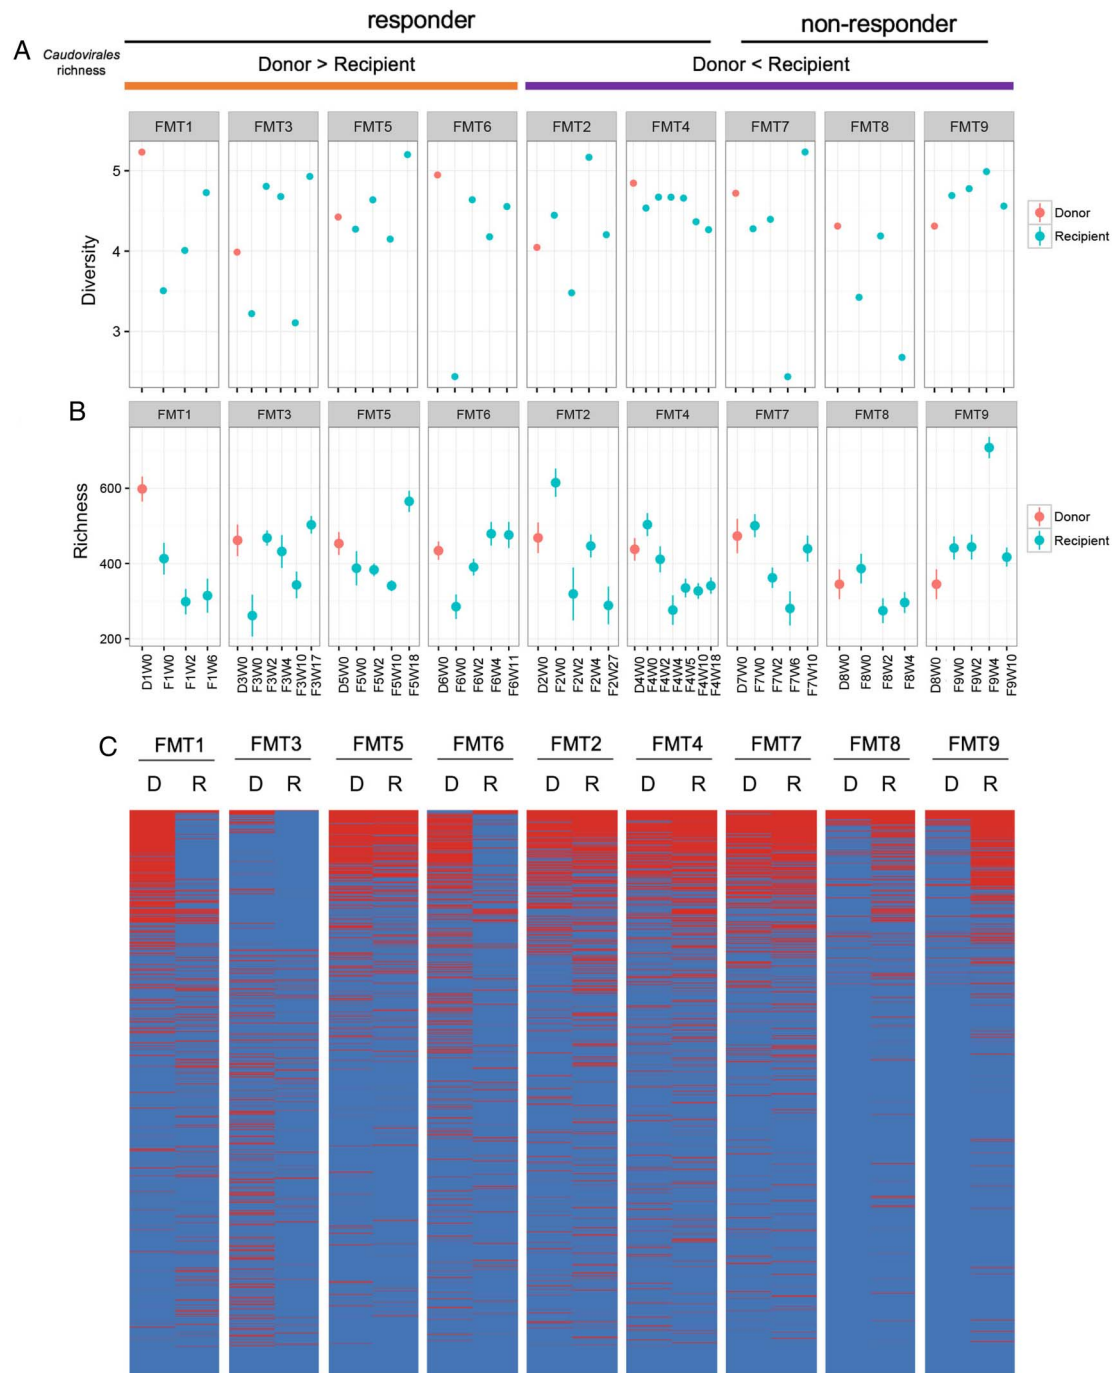 responder non-responder
A Caudovirales richness Donor > Recipient Donor < Recipient
FMT1 FMT3 FMT5 FMT6 FMT2 FMT4 FMT7 FMT8 FMT9
Diversity
5
4
3
Donor
Recipient
B
FMT1 FMT3 FMT5 FMT6 FMT2 FMT4 FMT7 FMT8 FMT9
Richness
600
400
200
Donor
Recipient
D1W0 F1W0 F1W2 F1W6 D3W0 F3W0 F3W2 F3W4 F3W10 F3W17 D5W0 F5W0 F5W2 F5W10 F5W18 D6W0 F6W0 F6W2 F6W4 F6W11 D2W0 F2W0 F2W2 F2W4 F2W27 D4W0 F4W0 F4W2 F4W4 F4W5 F4W10 F4W18 D7W0 F7W0 F7W2 F7W6 F7W10 D8W0 F8W0 F8W2 F8W4 D8W0 F9W0 F9W2 F9W4 F9W10
C FMT1 FMT3 FMT5 FMT6 FMT2 FMT4 FMT7 FMT8 FMT9
D R D R D R D R D R D R D R D R D R